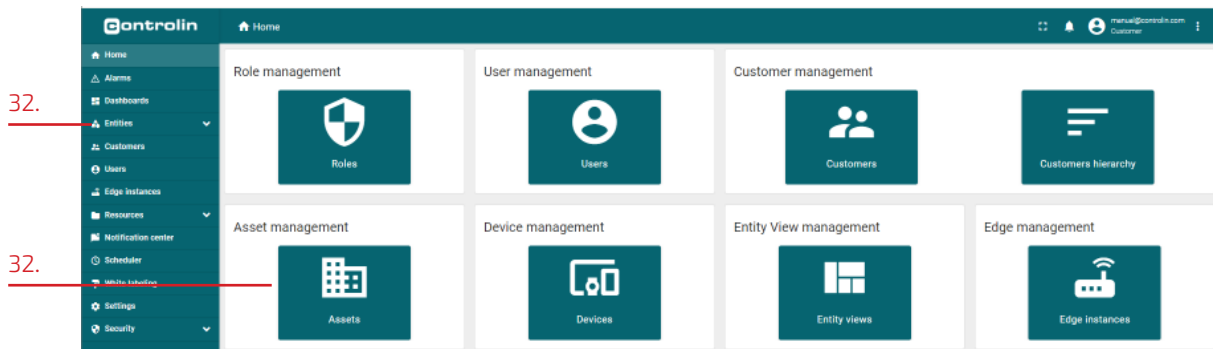 Controlin
Home
manual@controlin.com
Customer
Home
Alarms
Dashboards
32.
Entities
Customers
Users
Edge instances
Resources
Notification center
Scheduler
32.
White labeling
Settings
Security
Role management
Roles
User management
Users
Customer management
Customers
Customers hierarchy
Asset management
Assets
Device management
Devices
Entity View management
Entity views
Edge management
Edge instances